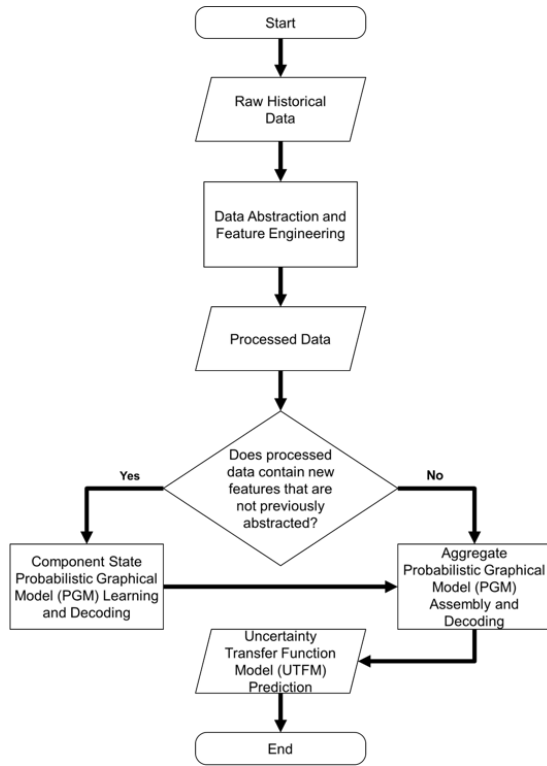 Start
Raw Historical
Data
Data Abstraction and
Feature Engineering
Processed Data
Does processed
data contain new
features that are
not previously
abstracted?
Yes
No
Component State
Probabilistic Graphical
Model (PGM) Learning
and Decoding
Aggregate
Probabilistic Graphical
Model (PGM)
Assembly and
Decoding
Uncertainty
Transfer Function
Model (UTFM)
Prediction
End